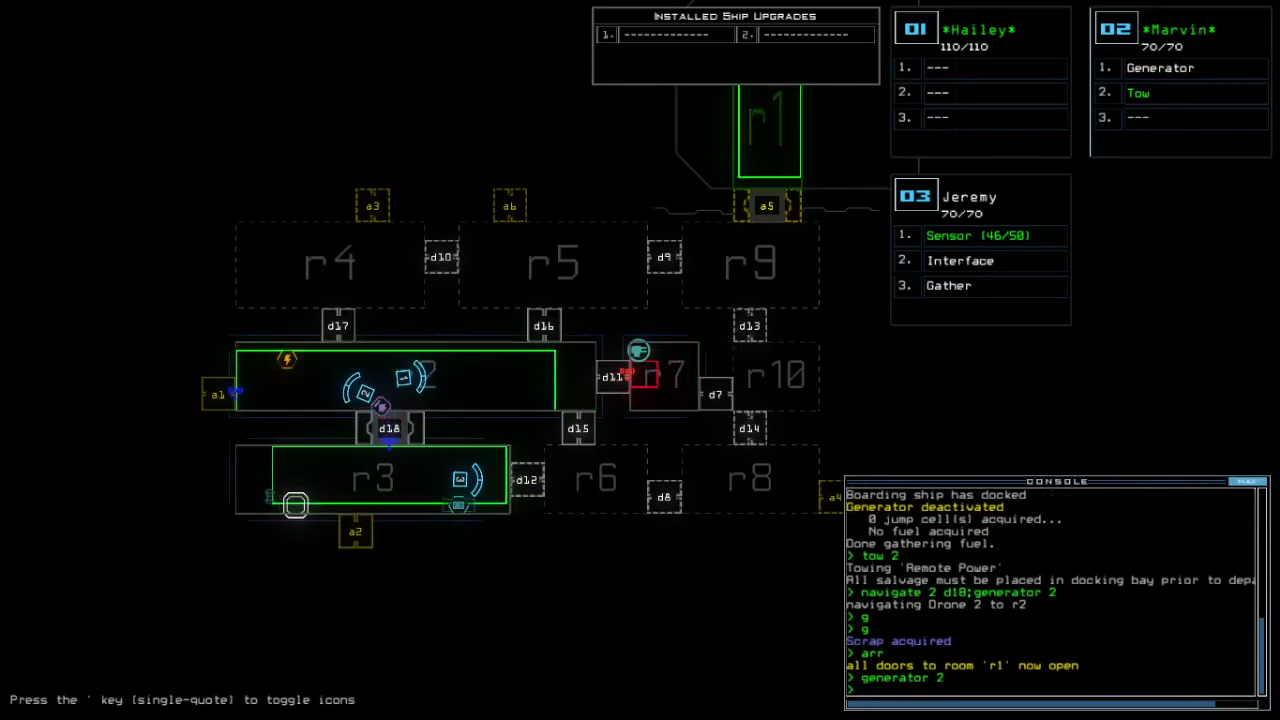 Installed Ship Upgrades
1. ------------- 2. -------------
01 *Hailey*
110/110
1. ---
2. ---
3. ---
02 *Marvin*
70/70
1. Generator
2. Tow
3. ---
03 Jeremy
70/70
1. Sensor (46/50)
2. Interface
3. Gather
r1
a3 a6 a5
r4 d10 r5 d9 r9
d17 d16 d13
a1 2 1 2 d11 r7 d7 r10
d18 d15 d14
r3 3 d12 r6 d8 r8 a4
a2
CONSOLE
Boarding ship has docked
Generator deactivated
0 jump cell(s) acquired...
No fuel acquired
Done gathering fuel.
> tow 2
Towing 'Remote Power'
All salvage must be placed in docking bay prior to depa
> navigate 2 d18;generator 2
navigating Drone 2 to r2
> g
> g
Scrap acquired
> arr
all doors to room 'r1' now open
> generator 2
>
Press the ' key (single-quote) to toggle icons